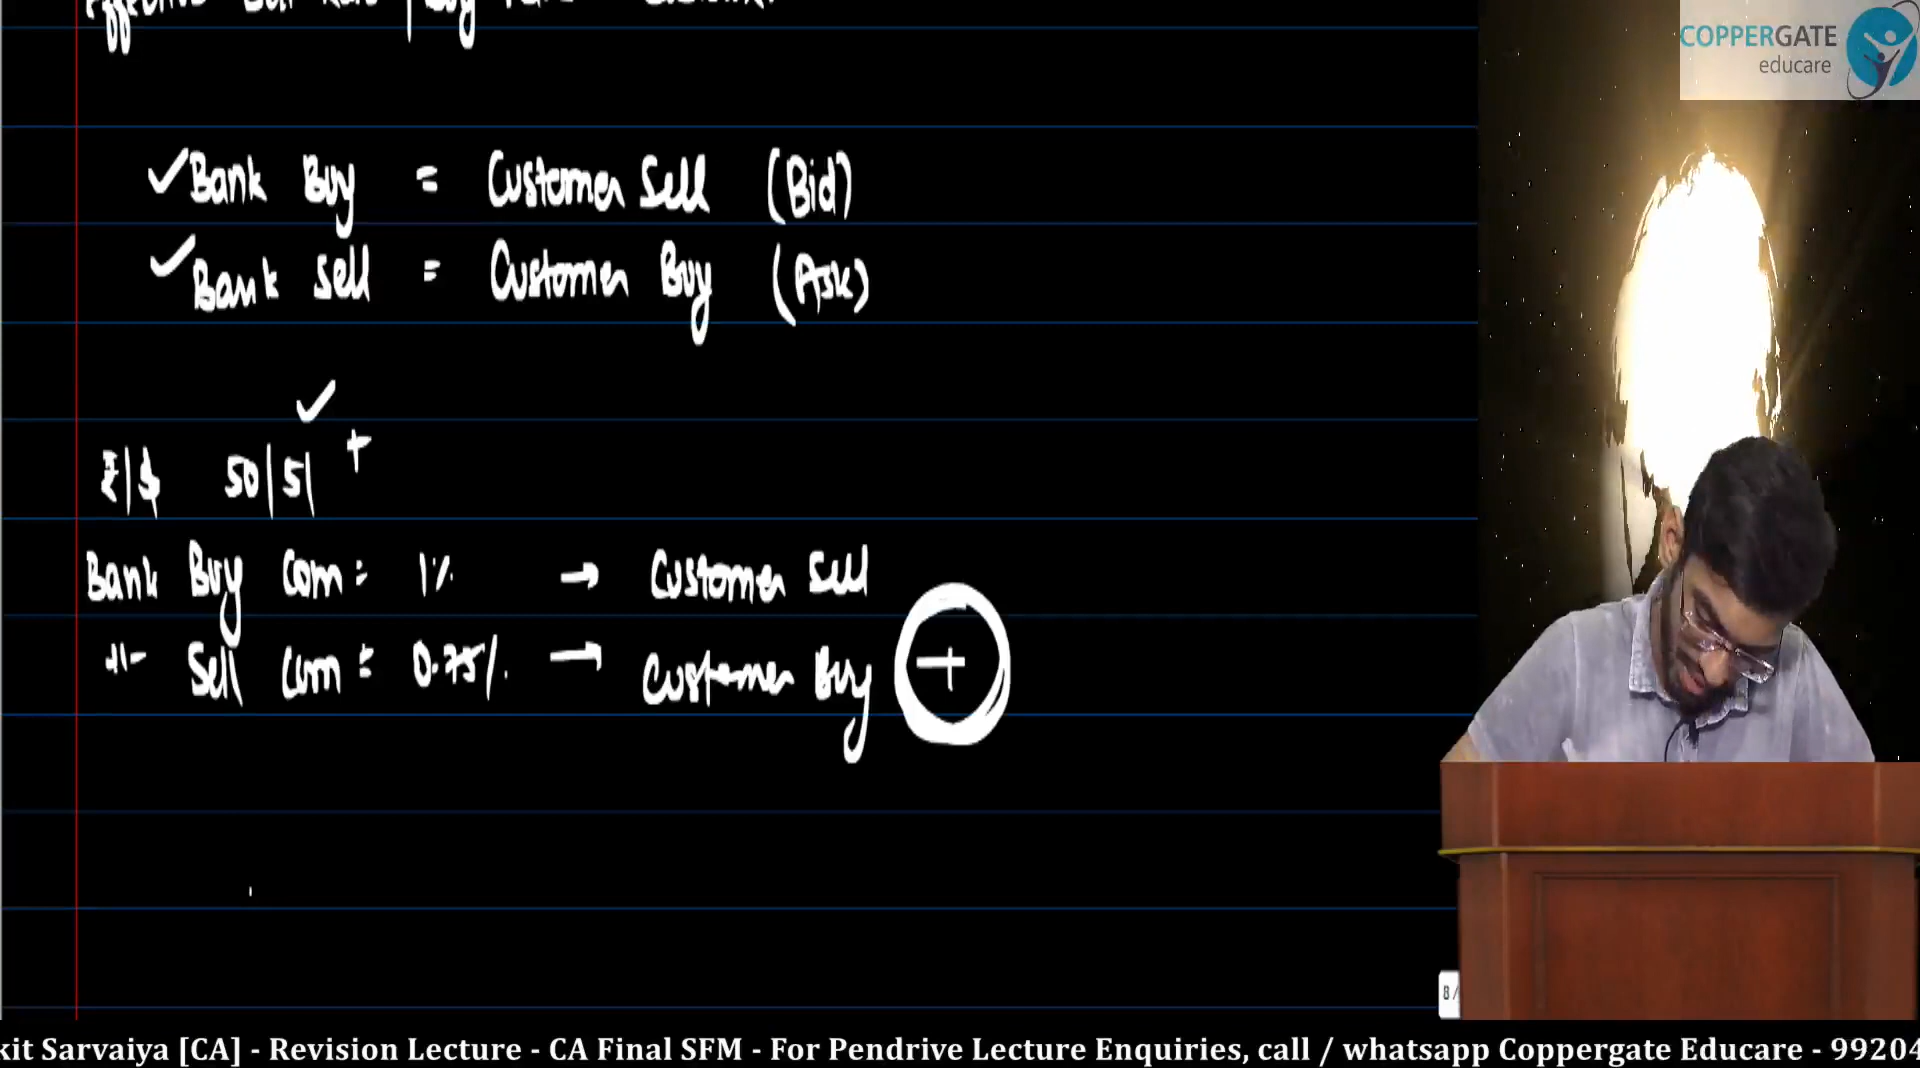 COPPERGATE
educare
✓ Bank Buy = Customer Sell (Bid)
✓ Bank Sell = Customer Buy (Ask)
✓
₹|$ 50|51 +
Bank Buy Com = 1% → Customer Sell
-||- Sell Com = 0.75% → Customer Buy +
8/
kit Sarvaiya [CA] - Revision Lecture - CA Final SFM - For Pendrive Lecture Enquiries, call / whatsapp Coppergate Educare - 99204